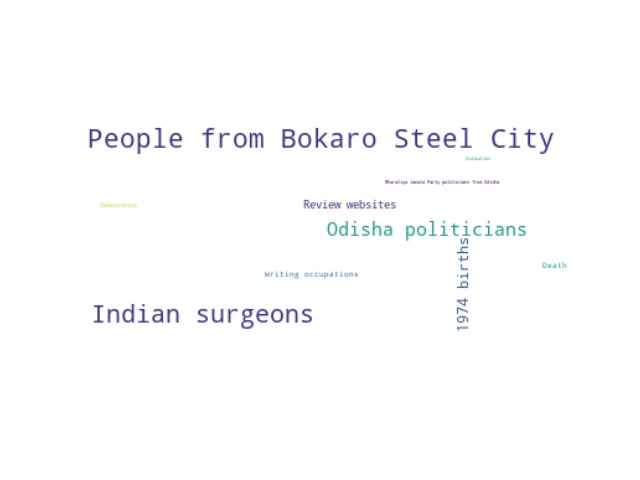 People from Bokaro Steel City
Evaluation
Bharatiya Janata Party politicians from Odisha
Senescence
Review websites
Odisha politicians
1974 births
Death
Writing occupations
Indian surgeons